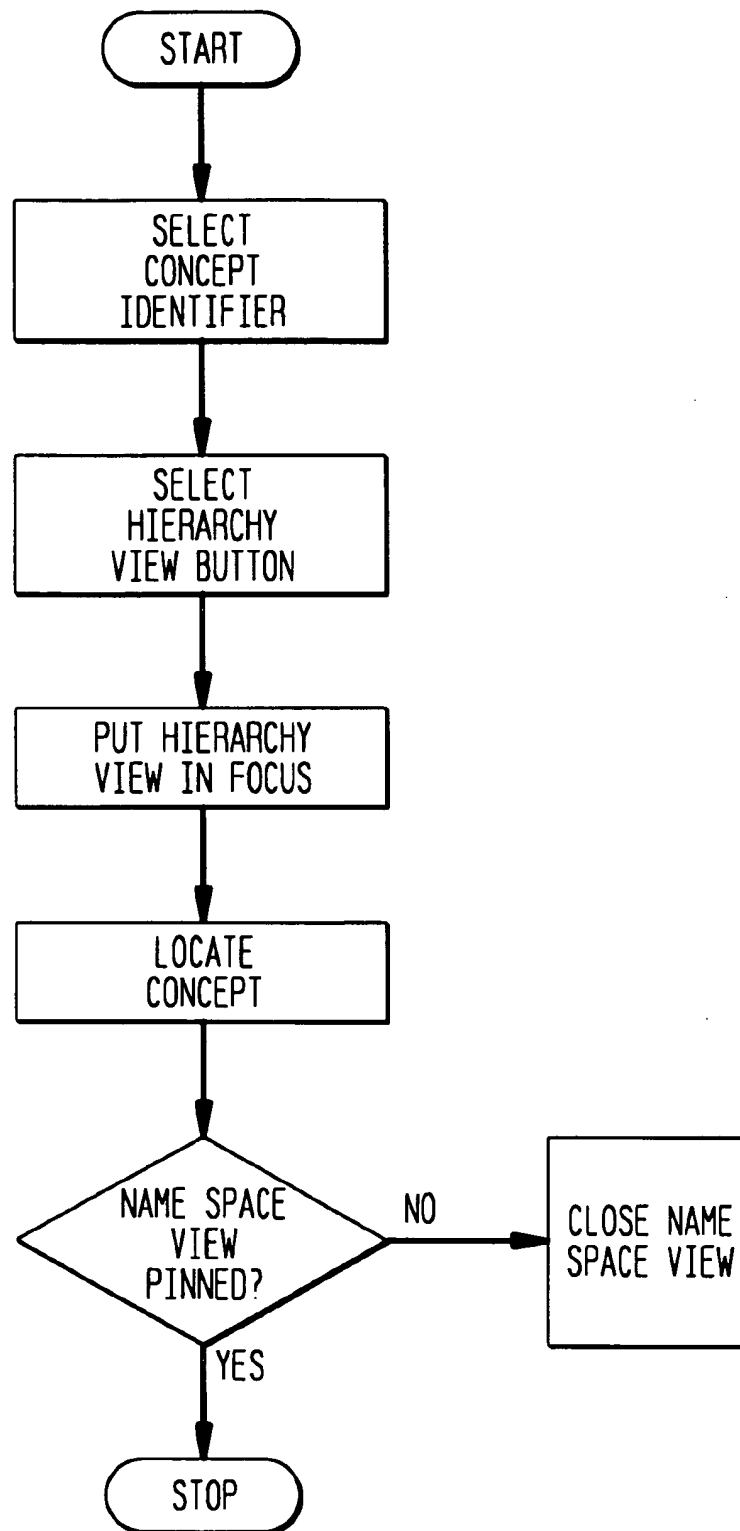 START
SELECT
CONCEPT
IDENTIFIER
SELECT
HIERARCHY
VIEW BUTTON
PUT HIERARCHY
VIEW IN FOCUS
LOCATE
CONCEPT
NAME SPACE
VIEW
PINNED?
NO
CLOSE NAME
SPACE VIEW
YES
STOP